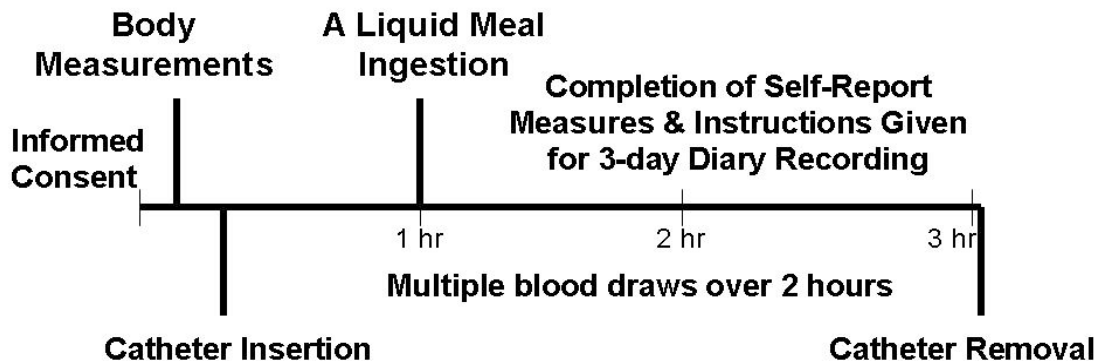 Body
Measurements
A Liquid Meal
Ingestion
Completion of Self-Report
Measures & Instructions Given
for 3-day Diary Recording
Informed
Consent
1 hr
2 hr
3 hr
Multiple blood draws over 2 hours
Catheter Insertion
Catheter Removal